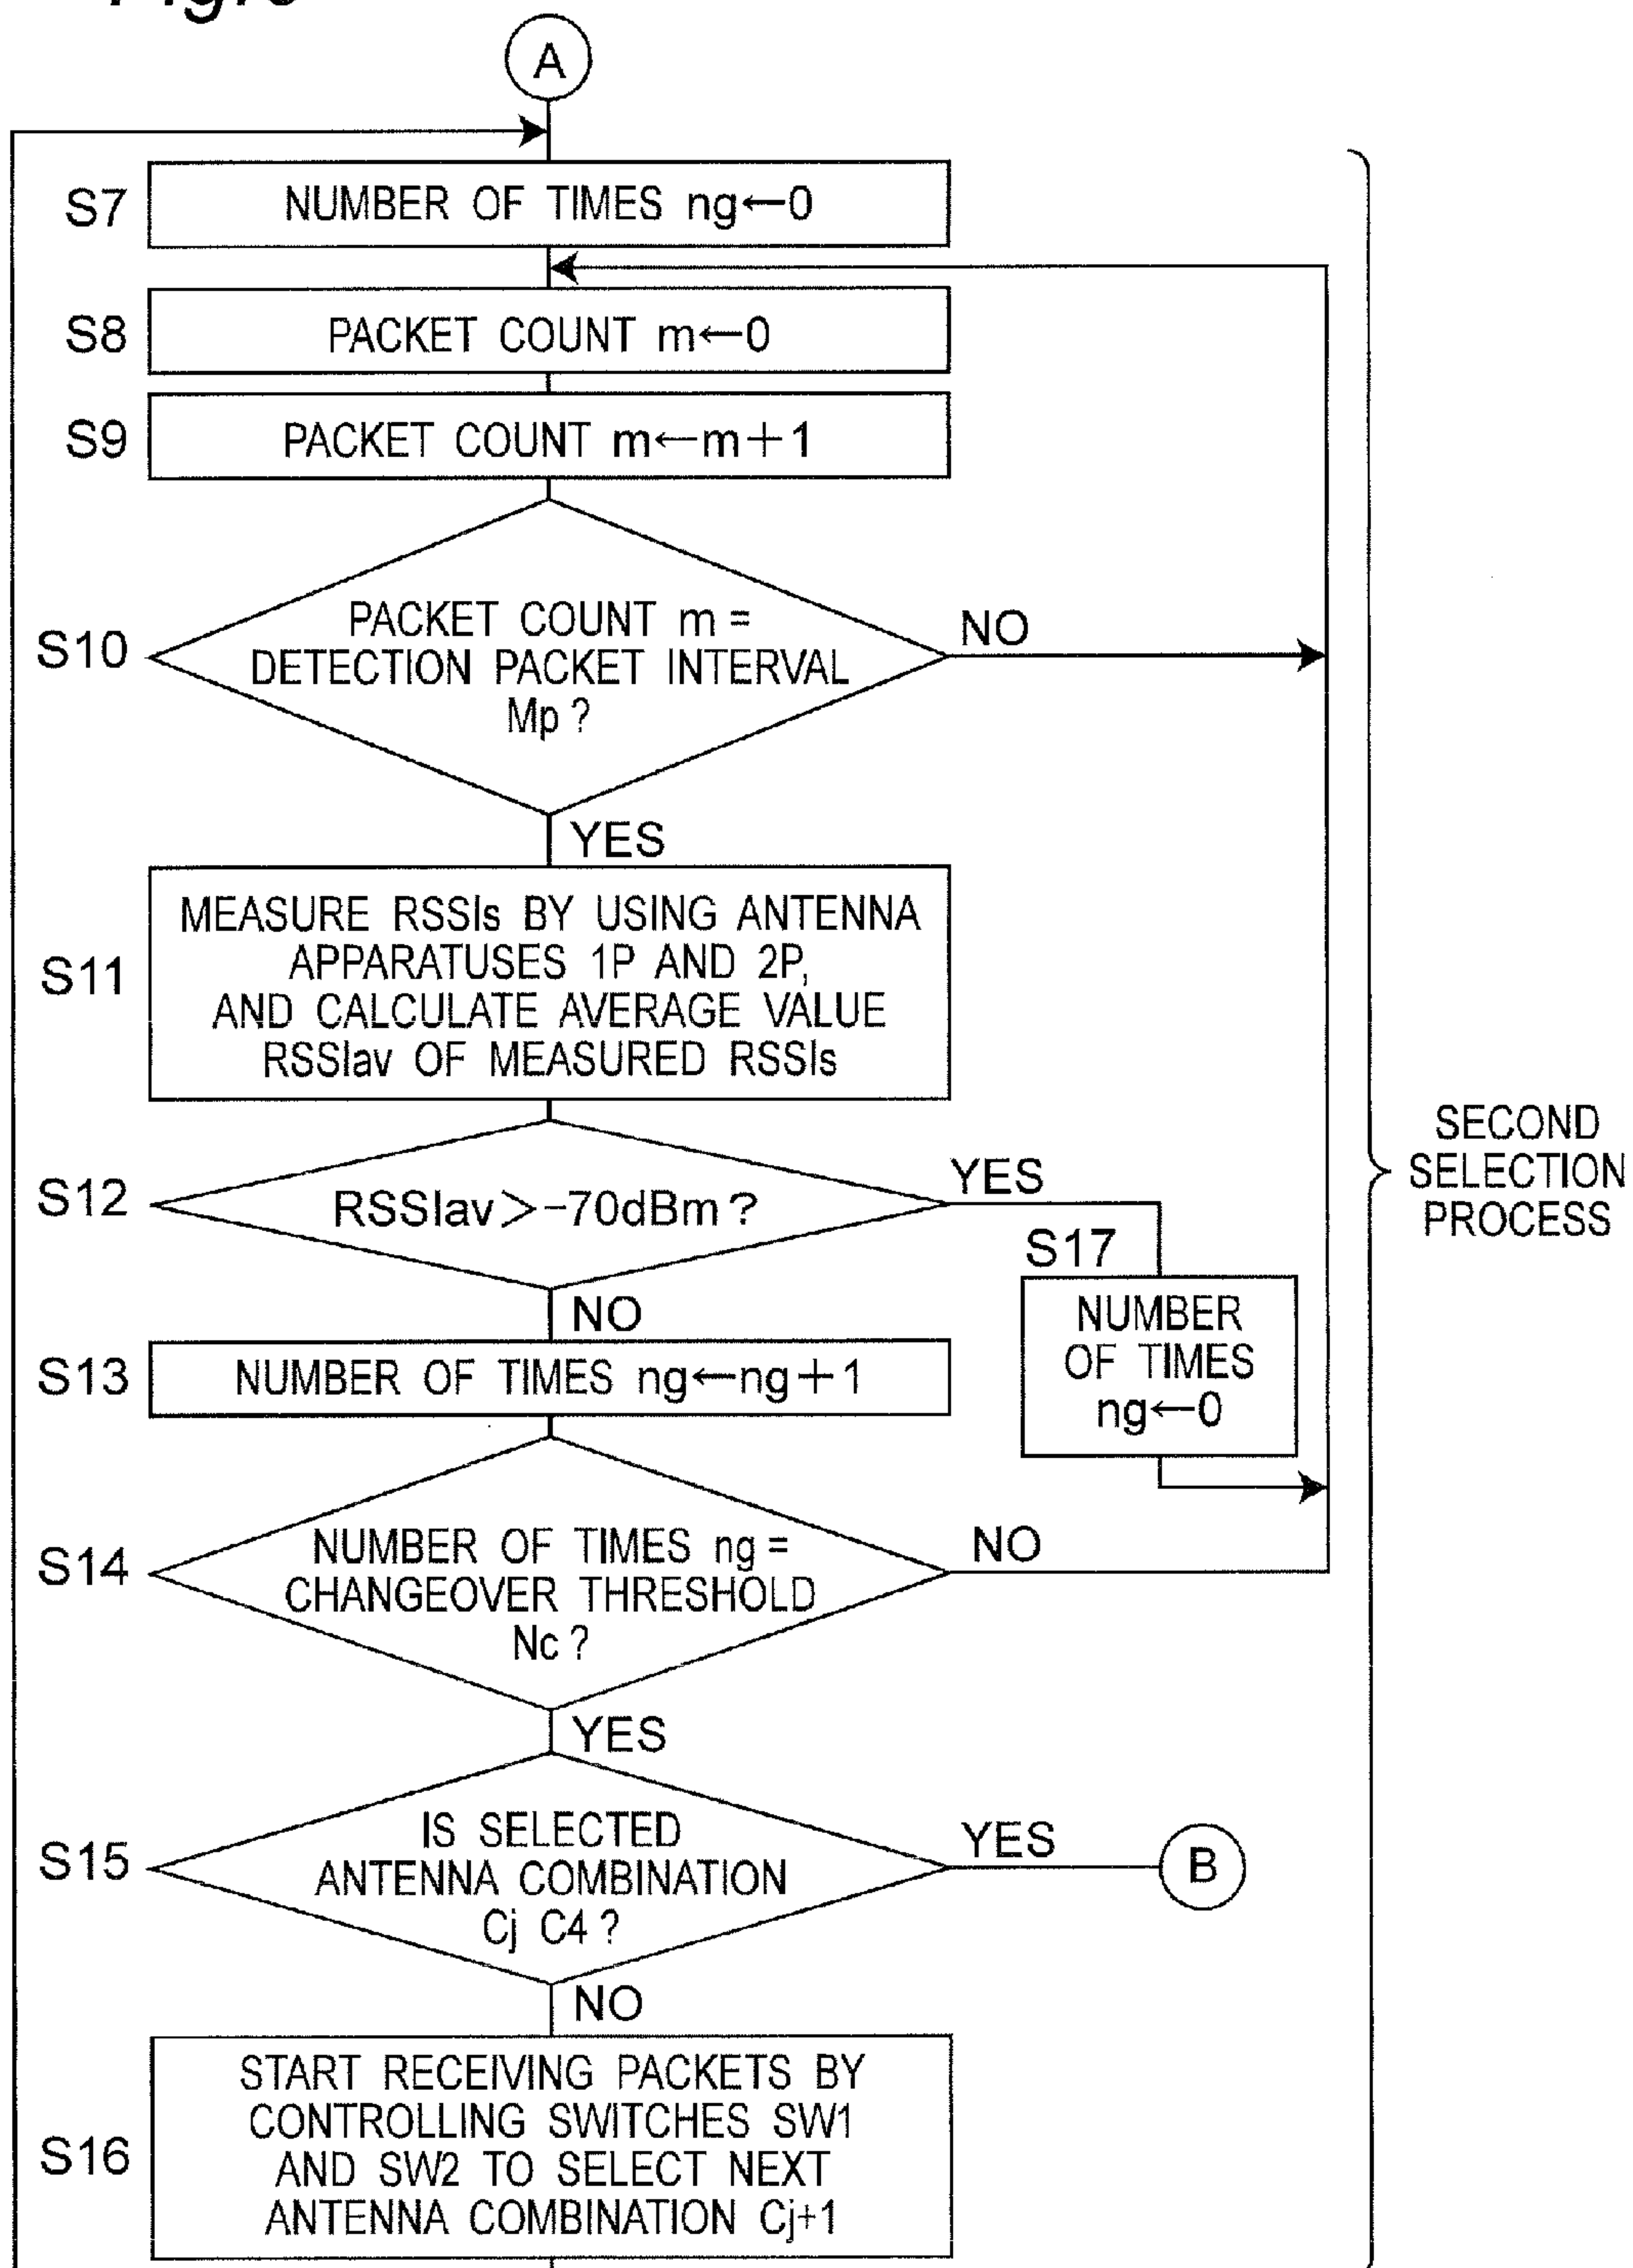 A
S7
NUMBER OF TIMES ng←0
S8
PACKET COUNT m←0
S9
PACKET COUNT m←m+1
S10
PACKET COUNT m =
DETECTION PACKET INTERVAL
Mp ?
NO
YES
S11
MEASURE RSSIs BY USING ANTENNA
APPARATUSES 1P AND 2P,
AND CALCULATE AVERAGE VALUE
RSSIav OF MEASURED RSSIs
S12
RSSIav>-70dBm ?
YES
NO
S17
NUMBER
OF TIMES
ng←0
S13
NUMBER OF TIMES ng←ng+1
S14
NUMBER OF TIMES ng =
CHANGEOVER THRESHOLD
Nc ?
NO
YES
S15
IS SELECTED
ANTENNA COMBINATION
Cj C4 ?
YES
B
NO
S16
START RECEIVING PACKETS BY
CONTROLLING SWITCHES SW1
AND SW2 TO SELECT NEXT
ANTENNA COMBINATION Cj+1
SECOND
SELECTION
PROCESS